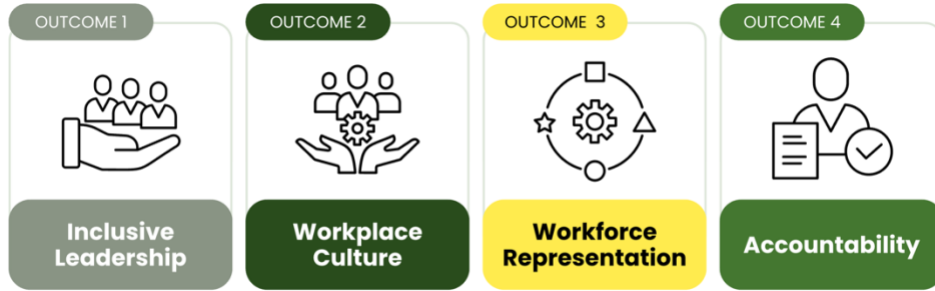 OUTCOME 1
Inclusive
Leadership
OUTCOME 2
Workplace
Culture
OUTCOME 3
Workforce
Representation
OUTCOME 4
Accountability